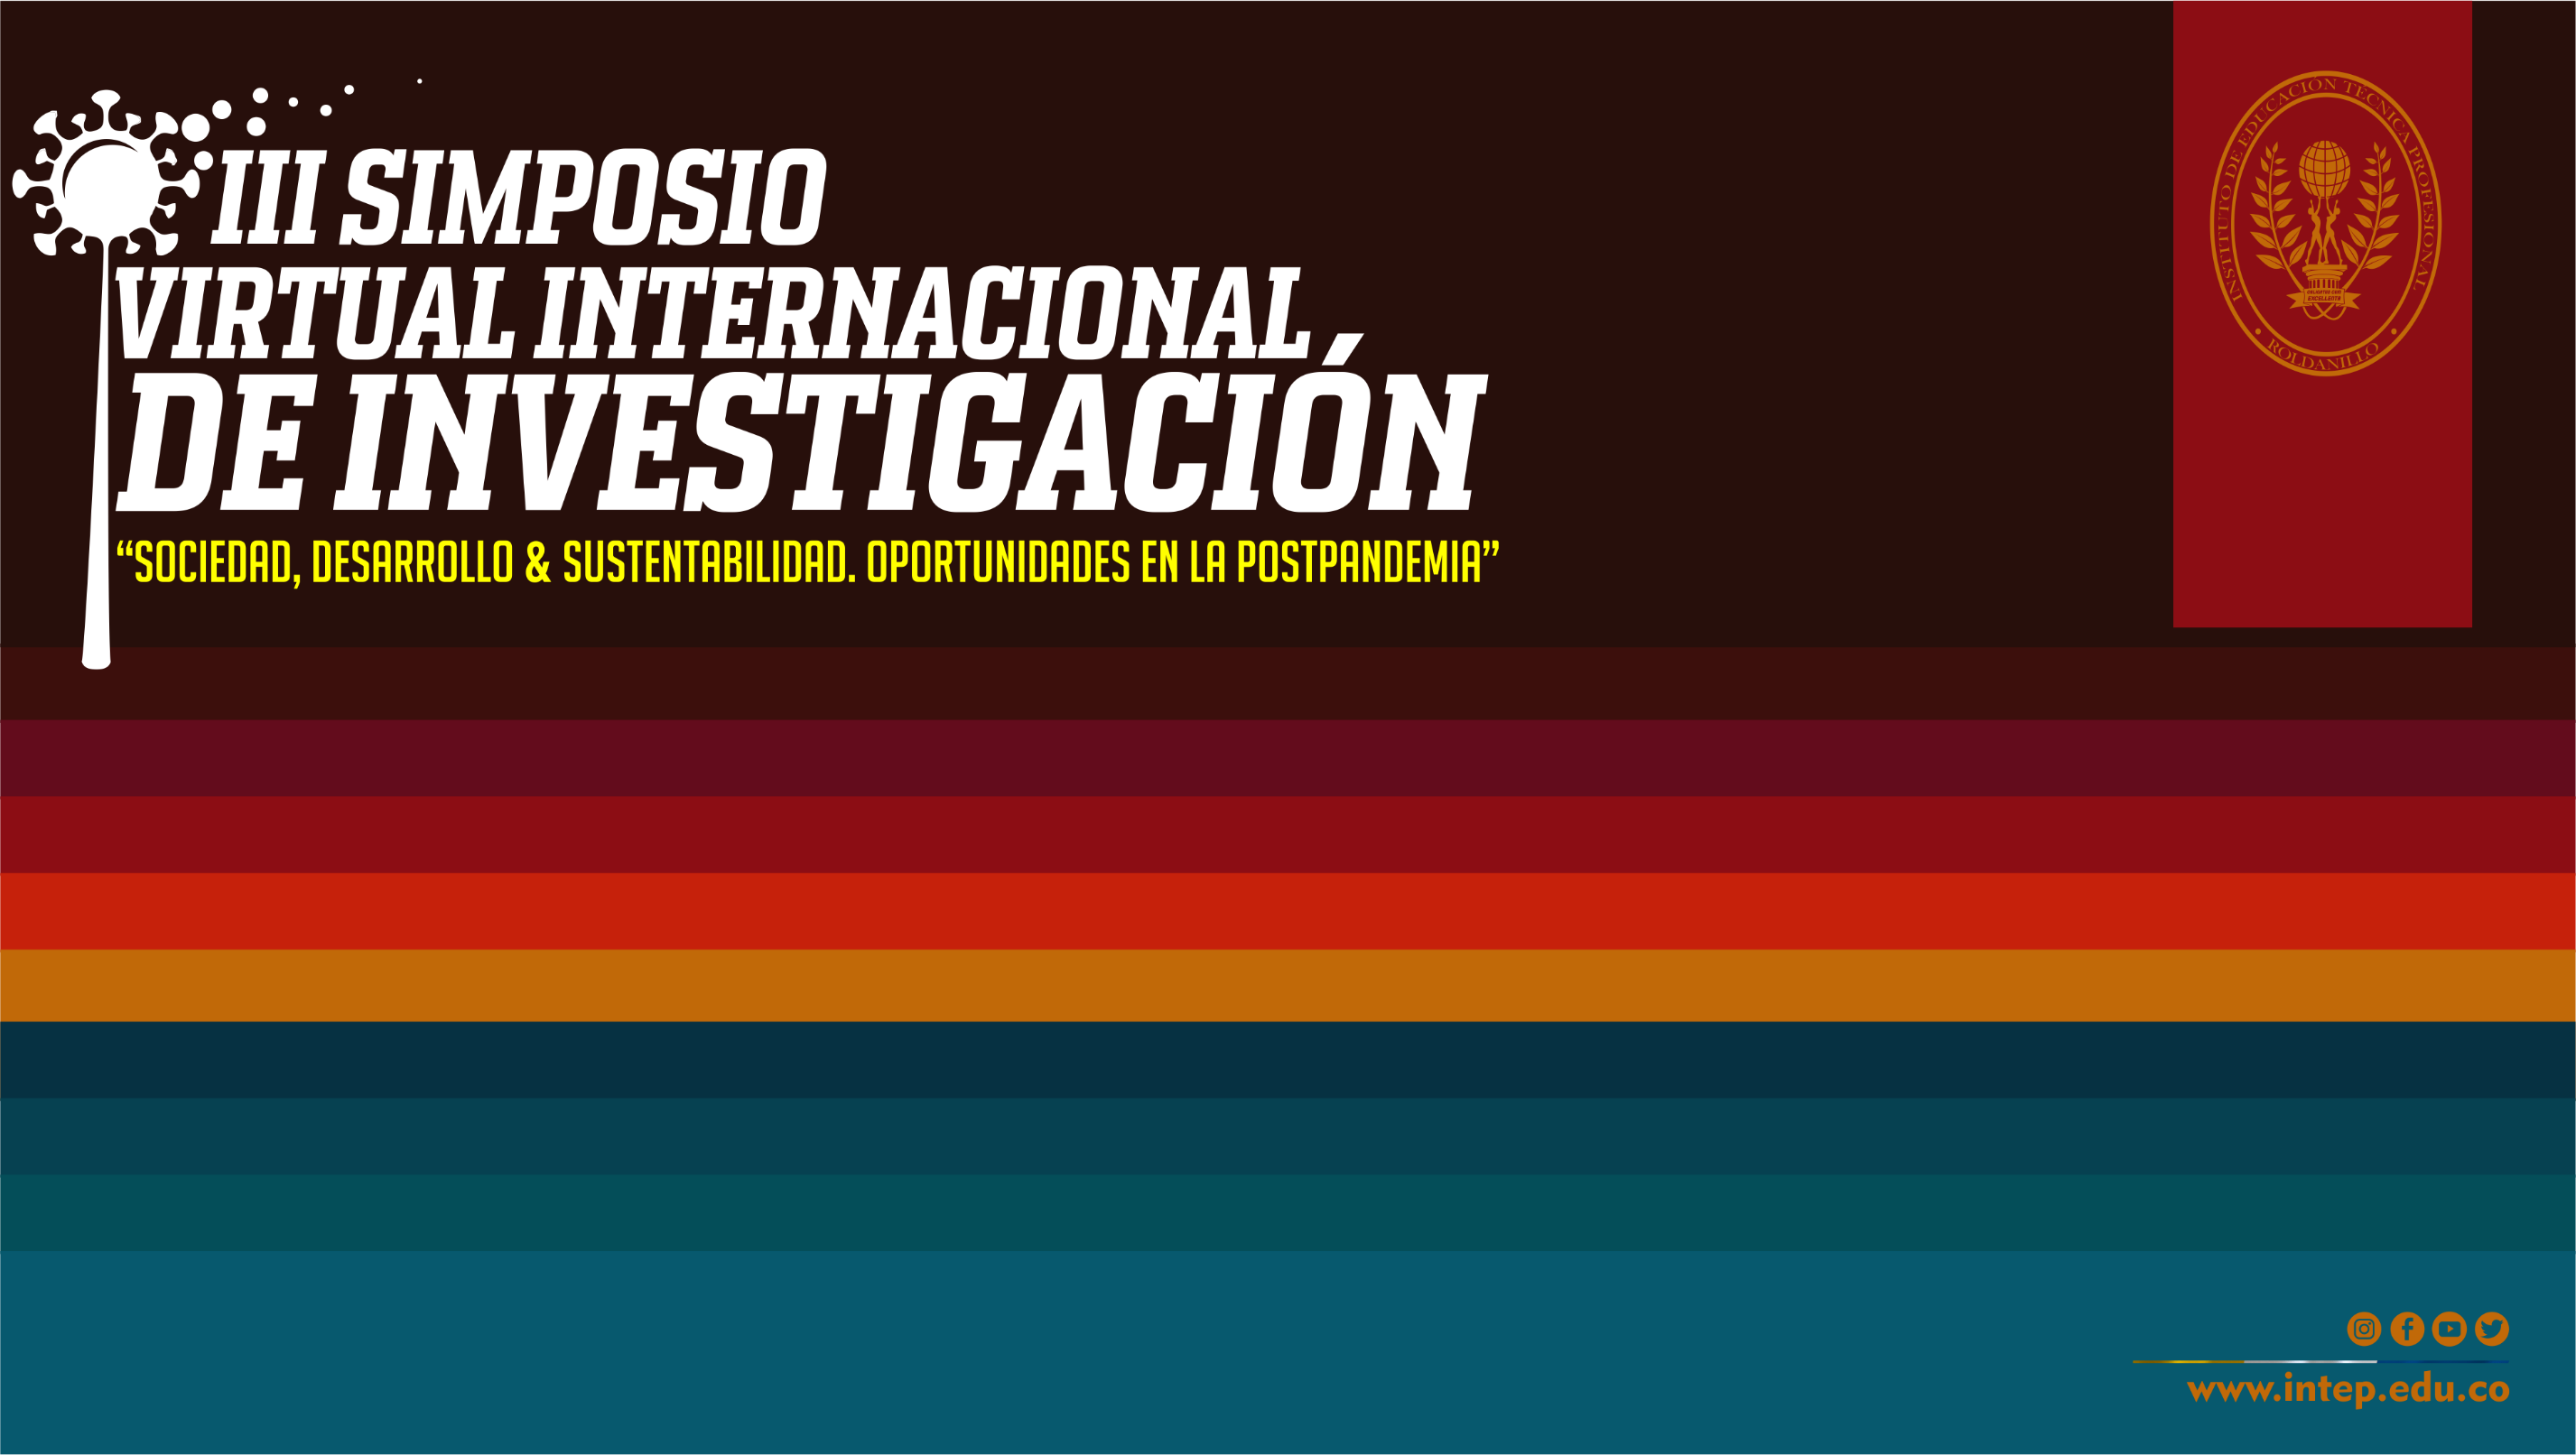 III SIMPOSIO
VIRTUAL INTERNACIONAL
DE INVESTIGACIÓN
“SOCIEDAD, DESARROLLO & SUSTENTABILIDAD. OPORTUNIDADES EN LA POSTPANDEMIA”
INSTITUTO DE EDUCACIÓN TÉCNICA PROFESIONAL
• ROLDANILLO •
www.intep.edu.co